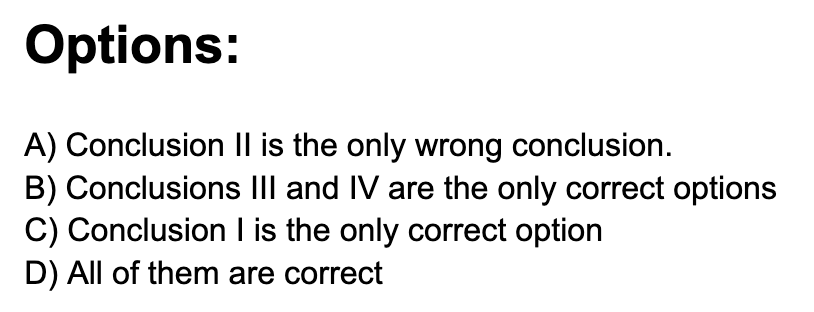 Options:
A) Conclusion II is the only wrong conclusion.
B) Conclusions III and IV are the only correct options
C) Conclusion I is the only correct option
D) All of them are correct